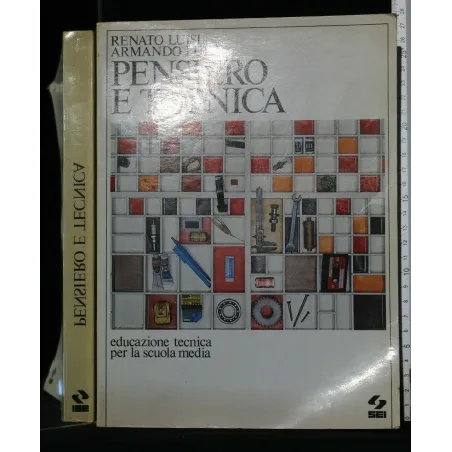 RENATO LUISI
ARMANDO
PENSIERO
E TECNICA
educazione tecnica
per la scuola media
SEI
PENSIERO E TECNICA